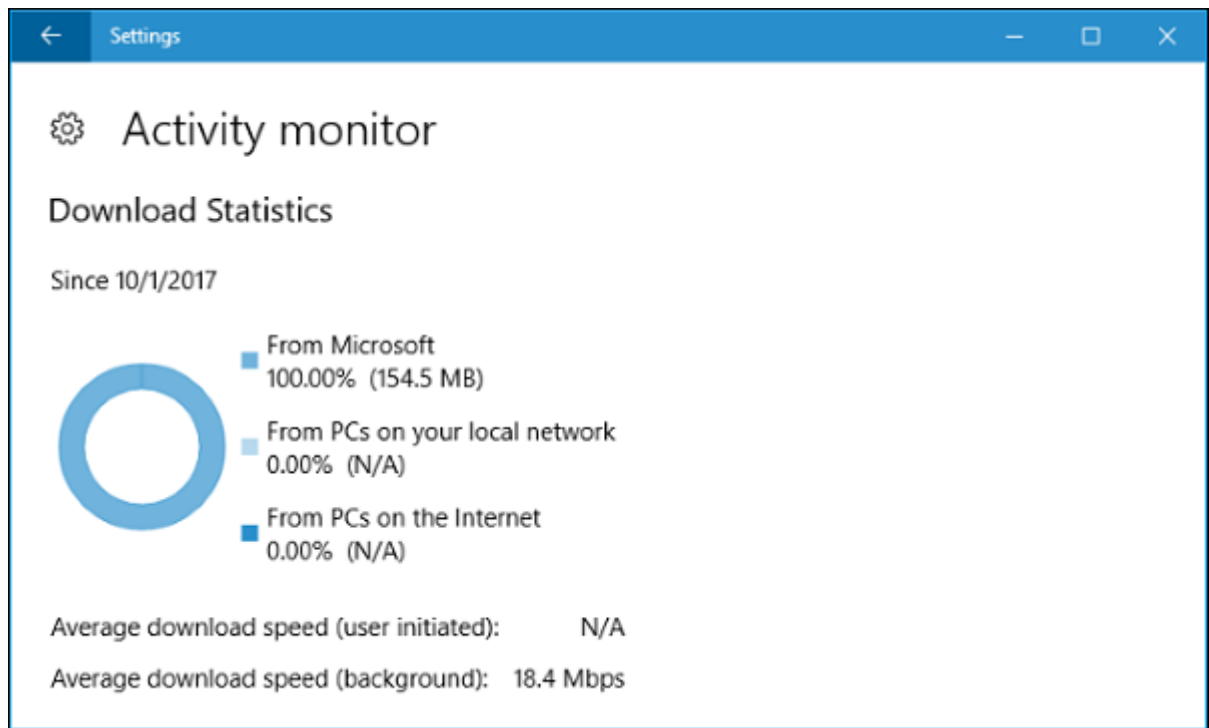 Settings
Activity monitor
Download Statistics
Since 10/1/2017
From Microsoft
100.00% (154.5 MB)
From PCs on your local network
0.00% (N/A)
From PCs on the Internet
0.00% (N/A)
Average download speed (user initiated): N/A
Average download speed (background): 18.4 Mbps